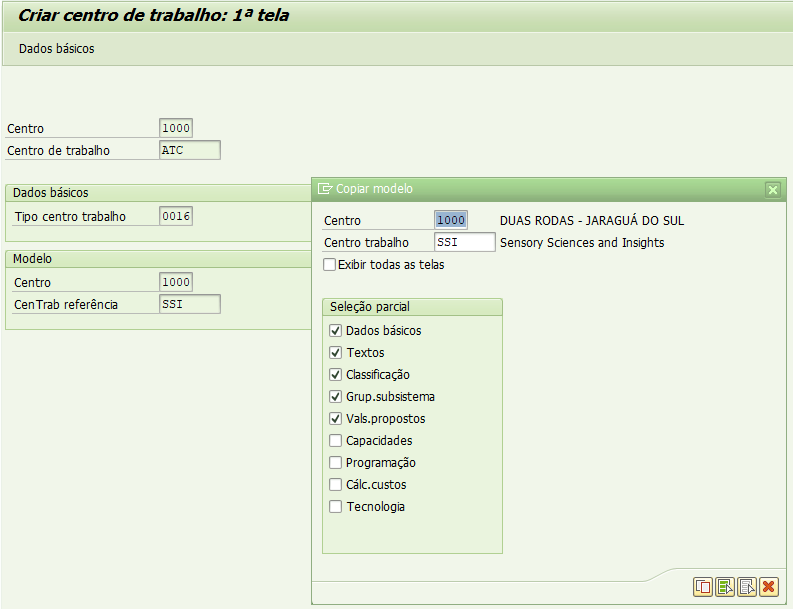 Criar centro de trabalho: 1ª tela
Dados básicos
Centro 1000
Centro de trabalho ATC
Dados básicos
Tipo centro trabalho 0016
Modelo
Centro 1000
CenTrab referência SSI
Copiar modelo
Centro 1000 DUAS RODAS - JARAGUÁ DO SUL
Centro trabalho SSI Sensory Sciences and Insights
Exibir todas as telas
Seleção parcial
Dados básicos
Textos
Classificação
Grup.subsistema
Vals.propostos
Capacidades
Programação
Cálc.custos
Tecnologia